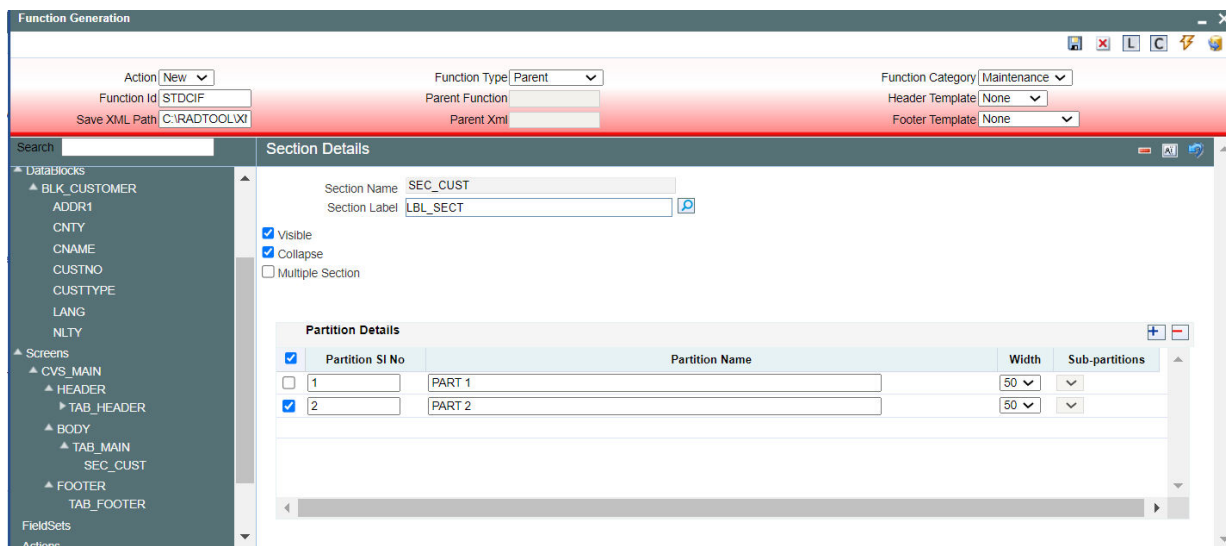 Function Generation
L C
Action New
Function Type Parent
Function Category Maintenance
Function Id STDCIF
Parent Function
Header Template None
Save XML Path C:\RADTOOL\XM
Parent Xml
Footer Template None
Search
Section Details
DataBlocks
BLK_CUSTOMER
ADDR1
CNTY
CNAME
CUSTNO
CUSTTYPE
LANG
NLTY
Screens
CVS_MAIN
HEADER
TAB_HEADER
BODY
TAB_MAIN
SEC_CUST
FOOTER
TAB_FOOTER
FieldSets
Actions
Section Name SEC_CUST
Section Label LBL_SECT
Visible
Collapse
Multiple Section
Partition Details
Partition Sl No Partition Name Width Sub-partitions
1 PART 1 50
2 PART 2 50